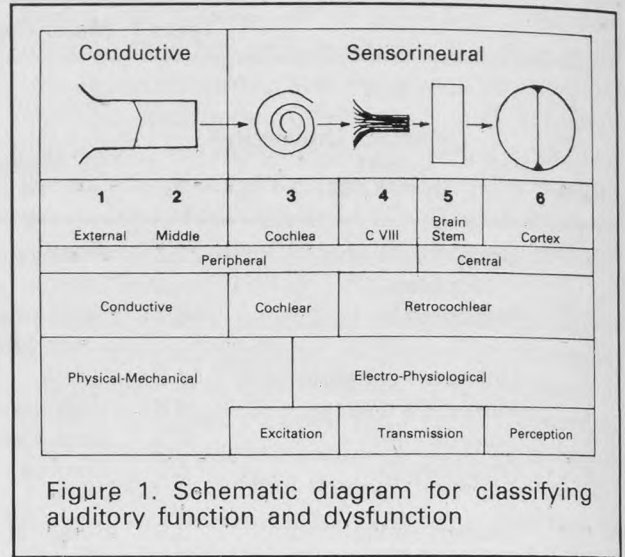 Conductive Sensorineural
1 2 3 4 5 6
External Middle Cochlea C VIII Brain Stem Cortex
Peripheral Central
Conductive Cochlear Retrocochlear
Physical-Mechanical Electro-Physiological
Excitation Transmission Perception
Figure 1. Schematic diagram for classifying
auditory function and dysfunction